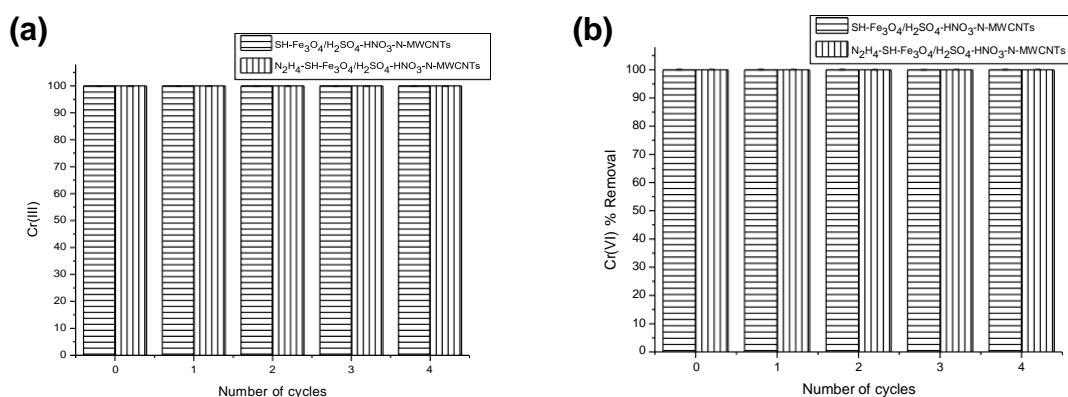 (a)
SH-Fe₃O₄/H₂SO₄-HNO₃-N-MWCNTs
N₂H₄-SH-Fe₃O₄/H₂SO₄-HNO₃-N-MWCNTs
100
90
80
70
60
50
40
30
20
10
0
Cr(III)
0 1 2 3 4
Number of cycles
(b)
SH-Fe₃O₄/H₂SO₄-HNO₃-N-MWCNTs
N₂H₄-SH-Fe₃O₄/H₂SO₄-HNO₃-N-MWCNTs
100
90
80
70
60
50
40
30
20
10
0
Cr(VI) % Removal
0 1 2 3 4
Number of cycles